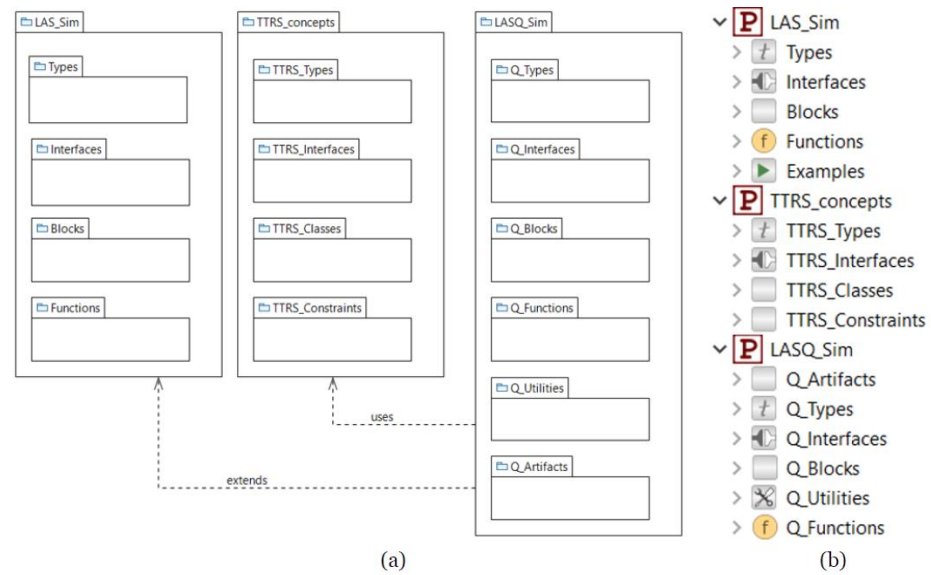 LAS_Sim
Types
Interfaces
Blocks
Functions
TTRS_concepts
TTRS_Types
TTRS_Interfaces
TTRS_Classes
TTRS_Constraints
LASQ_Sim
Q_Types
Q_Interfaces
Q_Blocks
Q_Functions
Q_Utilities
Q_Artifacts
uses
extends
(a)
P LAS_Sim
t Types
Interfaces
Blocks
f Functions
Examples
P TTRS_concepts
t TTRS_Types
TTRS_Interfaces
TTRS_Classes
TTRS_Constraints
P LASQ_Sim
Q_Artifacts
t Q_Types
Q_Interfaces
Q_Blocks
Q_Utilities
f Q_Functions
(b)